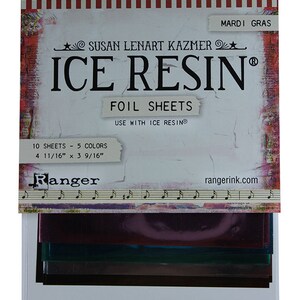 MARDI GRAS
SUSAN LENART KAZMER
ICE RESIN®
FOIL SHEETS
USE WITH ICE RESIN®
10 SHEETS - 5 COLORS
4 11/16" x 3 9/16"
Ranger
rangerink.com